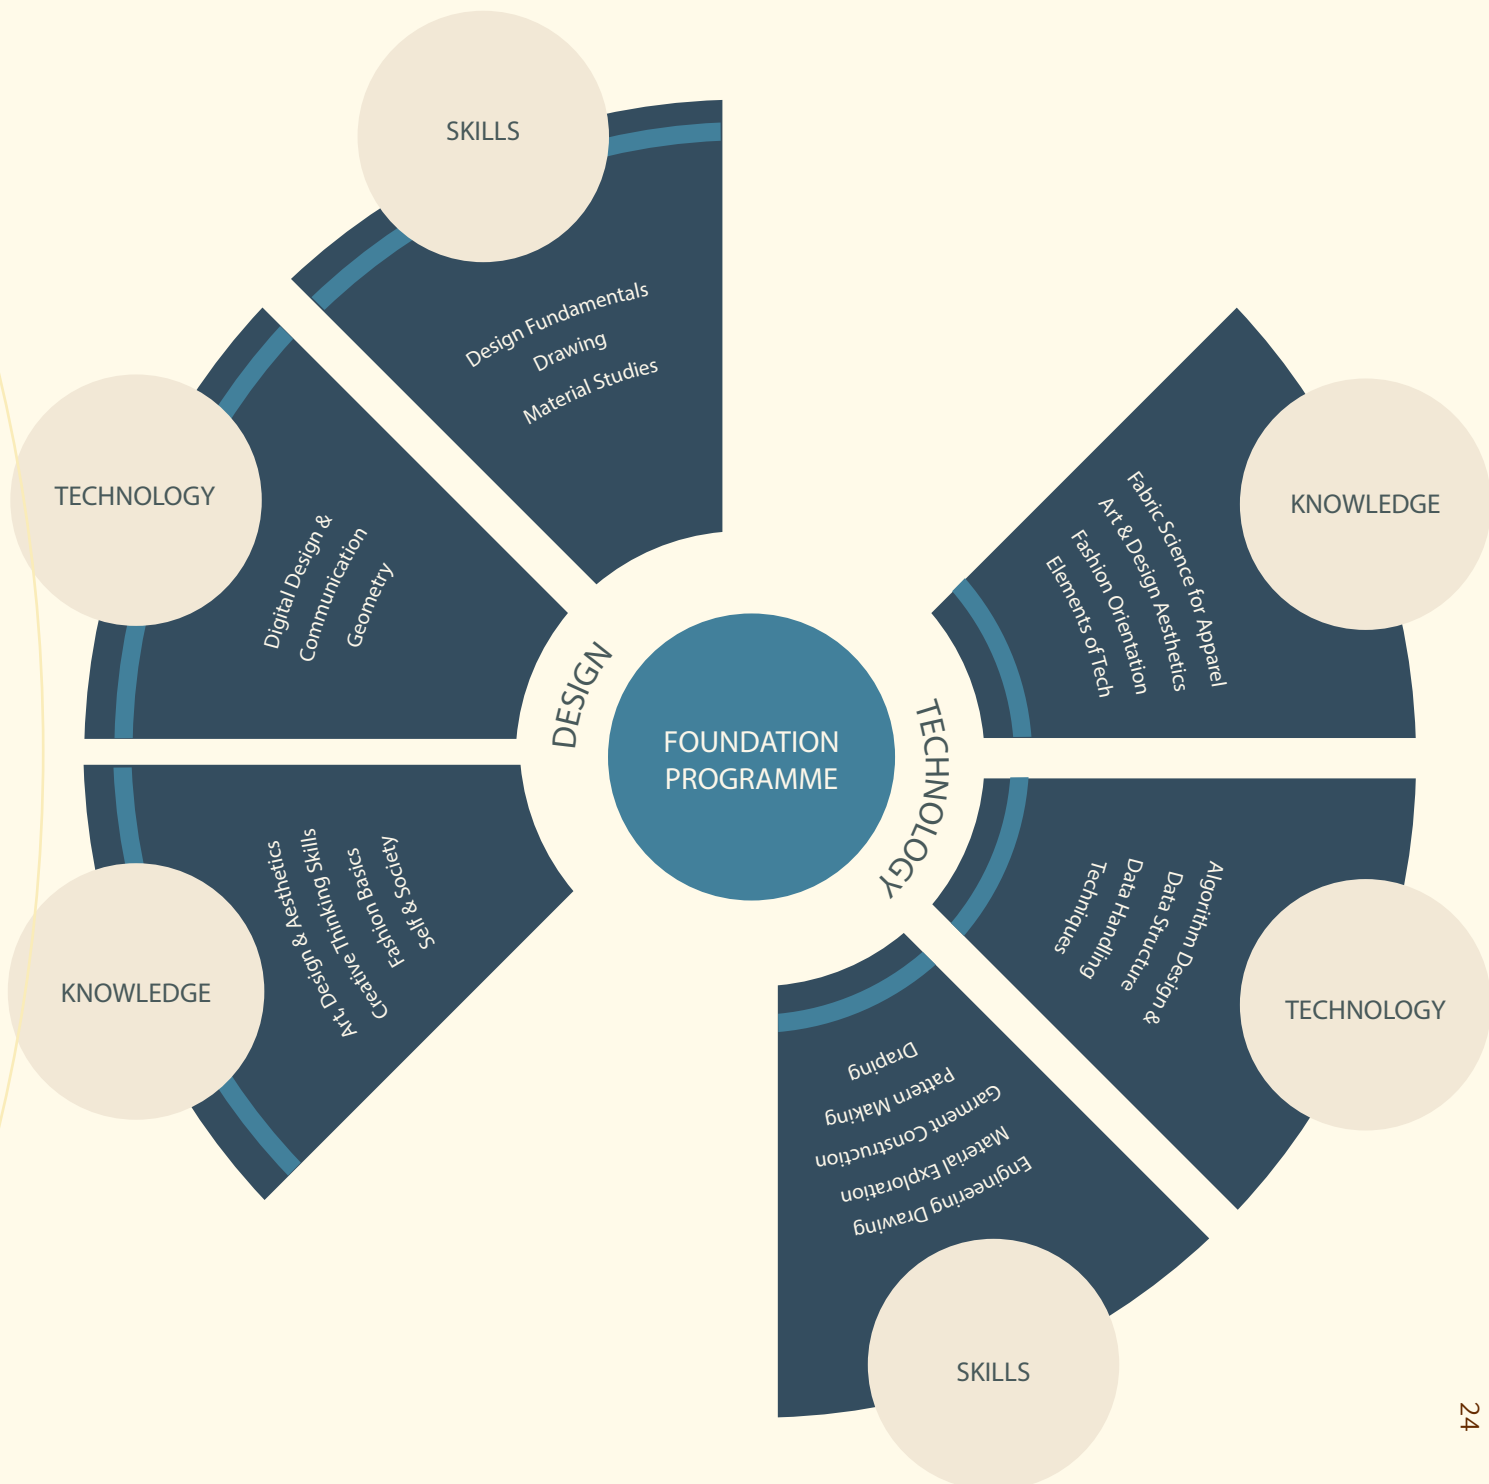 SKILLS
Design Fundamentals
Drawing
Material Studies
TECHNOLOGY
Digital Design &
Communication
Geometry
KNOWLEDGE
Art, Design & Aesthetics
Creative Thinking Skills
Fashion Basics
Self & Society
DESIGN
FOUNDATION
PROGRAMME
TECHNOLOGY
KNOWLEDGE
Fabric Science for Apparel
Art & Design Aesthetics
Fashion Orientation
Elements of Tech
TECHNOLOGY
Algorithm Design &
Data Structure
Data Handling
Techniques
SKILLS
Engineering Drawing
Material Exploration
Garment Construction
Pattern Making
Draping
24